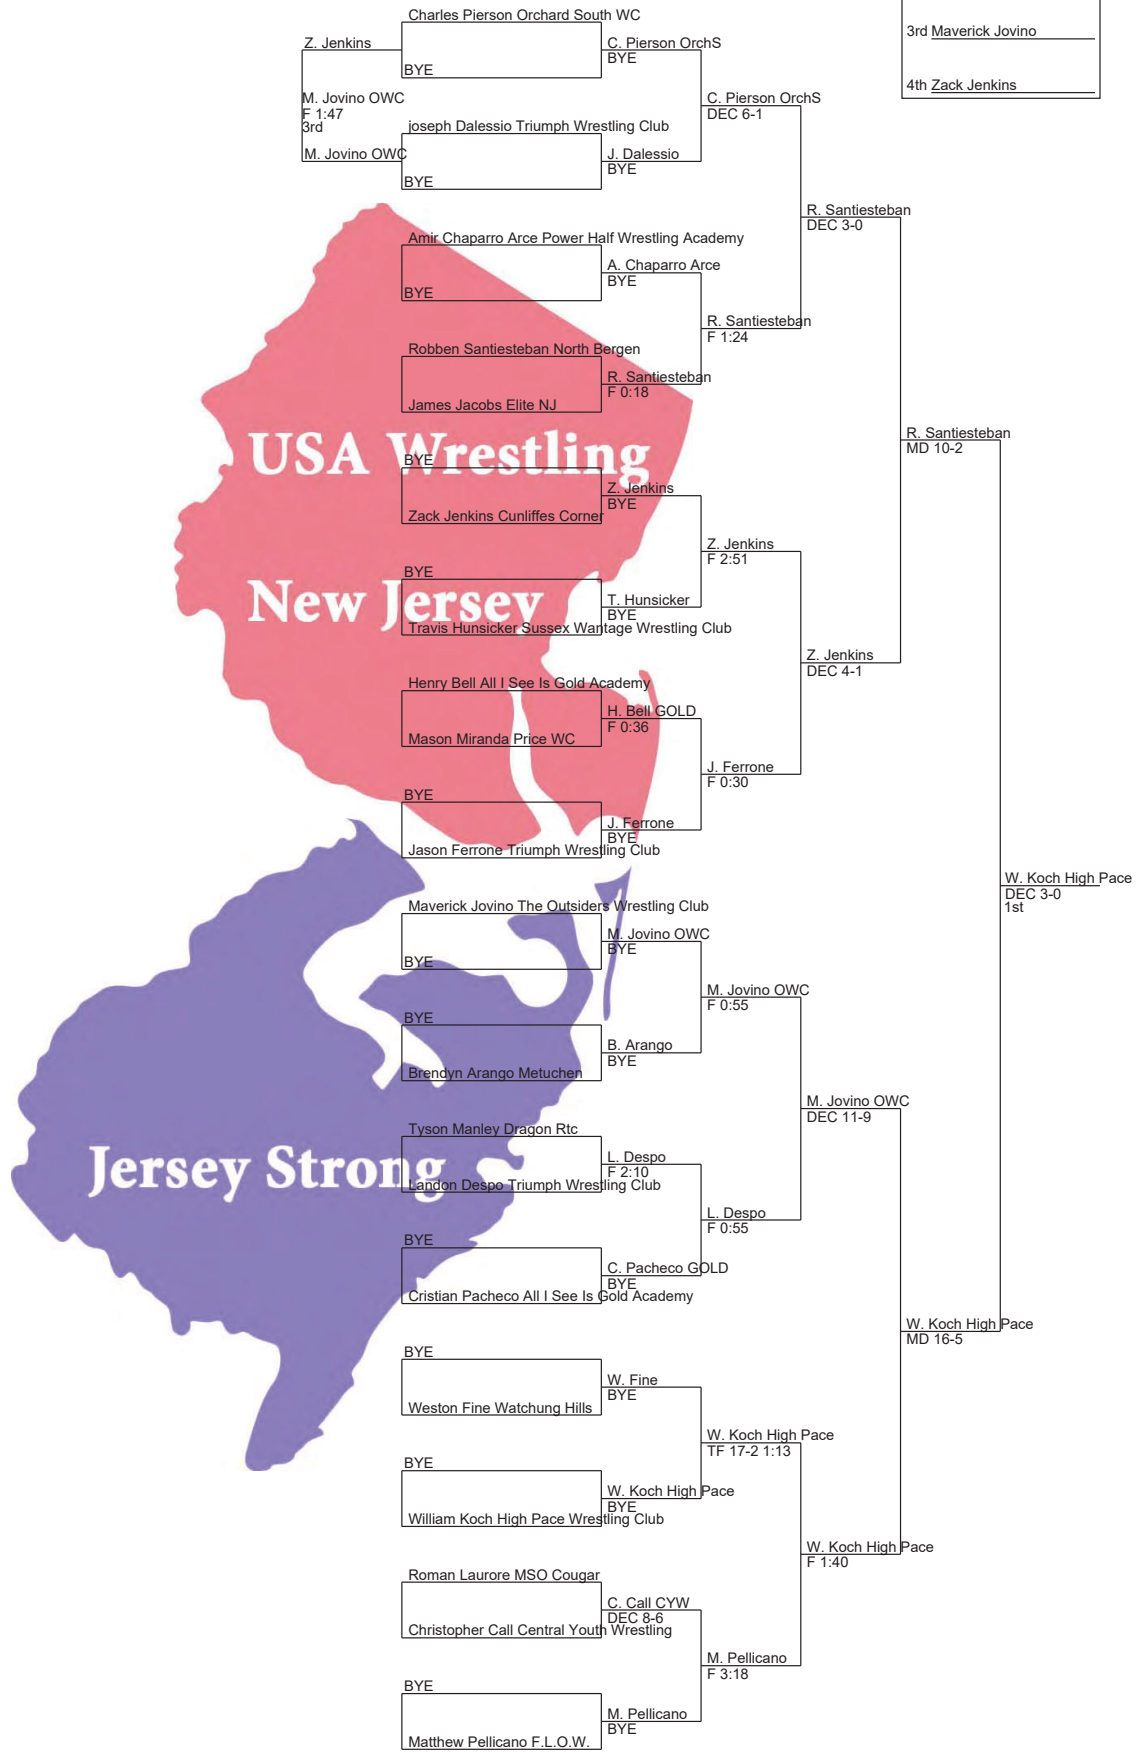 Charles Pierson Orchard South WC
3rd Maverick Jovino
Z. Jenkins
C. Pierson OrchS
BYE
BYE
4th Zack Jenkins
M. Jovino OWC
F 1:47
3rd
C. Pierson OrchS
DEC 6-1
joseph Dalessio Triumph Wrestling Club
M. Jovino OWC
J. Dalessio
BYE
BYE
R. Santiesteban
DEC 3-0
Amir Chaparro Arce Power Half Wrestling Academy
A. Chaparro Arce
BYE
BYE
R. Santiesteban
F 1:24
Robben Santiesteban North Bergen
R. Santiesteban
F 0:18
James Jacobs Elite NJ
R. Santiesteban
MD 10-2
USA Wrestling
BYE
Z. Jenkins
BYE
Zack Jenkins Cunliffes Corner
Z. Jenkins
F 2:51
BYE
New Jersey
T. Hunsicker
BYE
Travis Hunsicker Sussex Wantage Wrestling Club
Z. Jenkins
DEC 4-1
Henry Bell All I See Is Gold Academy
H. Bell GOLD
F 0:36
Mason Miranda Price WC
J. Ferrone
F 0:30
BYE
J. Ferrone
BYE
Jason Ferrone Triumph Wrestling Club
W. Koch High Pace
DEC 3-0
1st
Maverick Jovino The Outsiders Wrestling Club
M. Jovino OWC
BYE
BYE
M. Jovino OWC
F 0:55
BYE
B. Arango
BYE
Brendyn Arango Metuchen
M. Jovino OWC
DEC 11-9
Tyson Manley Dragon Rtc
Jersey Strong
L. Despo
F 2:10
Landon Despo Triumph Wrestling Club
L. Despo
F 0:55
BYE
C. Pacheco GOLD
BYE
Cristian Pacheco All I See Is Gold Academy
W. Koch High Pace
MD 16-5
BYE
W. Fine
BYE
Weston Fine Watchung Hills
W. Koch High Pace
TF 17-2 1:13
BYE
W. Koch High Pace
BYE
William Koch High Pace Wrestling Club
W. Koch High Pace
F 1:40
Roman Laurore MSO Cougar
C. Call CYW
DEC 8-6
Christopher Call Central Youth Wrestling
M. Pellicano
F 3:18
BYE
M. Pellicano
BYE
Matthew Pellicano F.L.O.W.